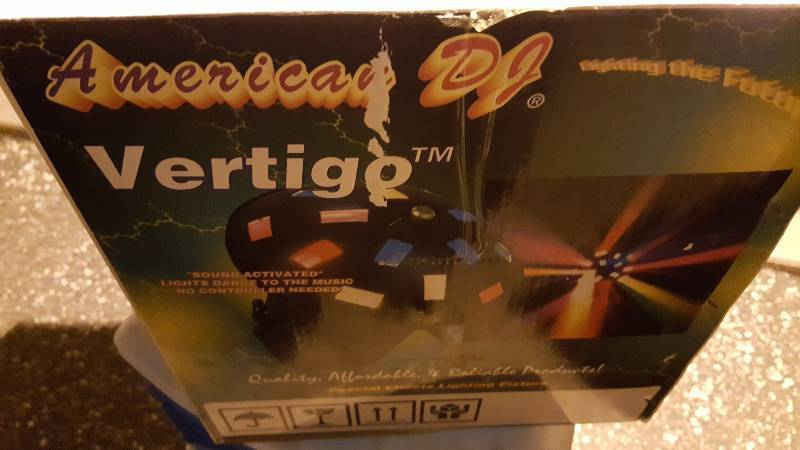 American DJ ®
Lighting the Future
Vertigo™
"SOUND ACTIVATED"
LIGHTS DANCE TO THE MUSIC
NO CONTROLLER NEEDED!
Quality, Affordable, & Reliable Products!
Special Effects Lighting Fixture